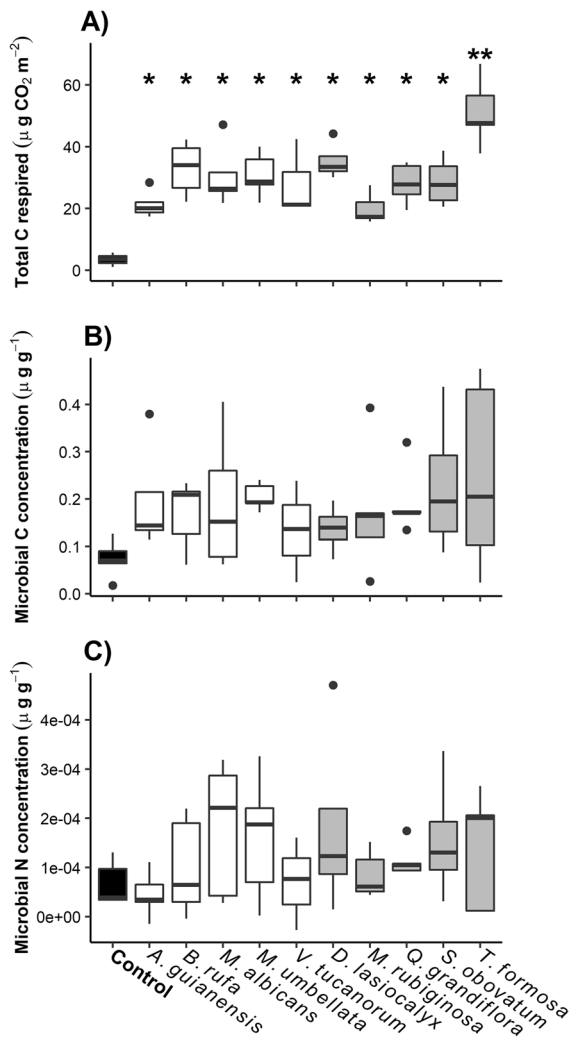 A)
Total C respired (μ g CO₂ m⁻²)
60
40
20
0
* * * * * * * * * **
B)
Microbial C concentration (μ g g⁻¹)
0.4
0.3
0.2
0.1
0.0
C)
Microbial N concentration (μ g g⁻¹)
4e-04
3e-04
2e-04
1e-04
0e+00
Control
A. guianensis
B. rufa
M. albicans
M. umbellata
V. tucanorum
D. lasiocalyx
M. rubiginosa
Q. grandiflora
S. obovatum
T. formosa